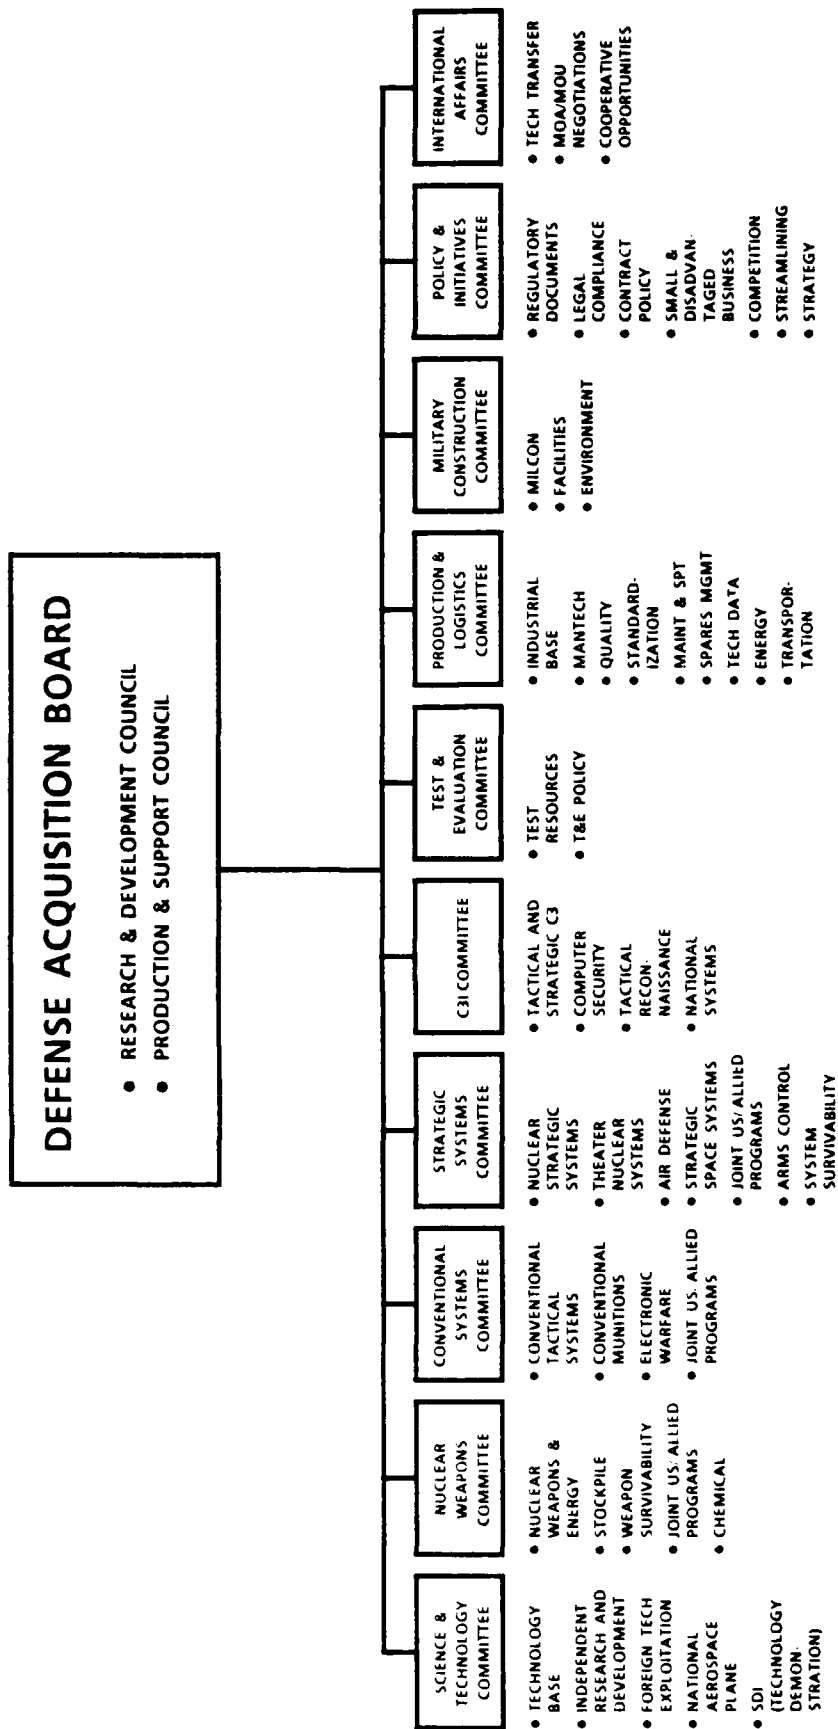 DEFENSE ACQUISITION BOARD
• RESEARCH & DEVELOPMENT COUNCIL
• PRODUCTION & SUPPORT COUNCIL
SCIENCE &
TECHNOLOGY
COMMITTEE
• TECHNOLOGY
BASE
• INDEPENDENT
RESEARCH AND
DEVELOPMENT
• FOREIGN TECH
EXPLOITATION
• NATIONAL
AEROSPACE
PLANE
• SDI
(TECHNOLOGY
DEMON-
STRATION)
NUCLEAR
WEAPONS
COMMITTEE
• NUCLEAR
WEAPONS &
ENERGY
• STOCKPILE
• WEAPON
SURVIVABILITY
• JOINT US/ALLIED
PROGRAMS
• CHEMICAL
CONVENTIONAL
SYSTEMS
COMMITTEE
• CONVENTIONAL
TACTICAL
SYSTEMS
• CONVENTIONAL
MUNITIONS
• ELECTRONIC
WARFARE
• JOINT US. ALLIED
PROGRAMS
STRATEGIC
SYSTEMS
COMMITTEE
• NUCLEAR
STRATEGIC
SYSTEMS
• THEATER
NUCLEAR
SYSTEMS
• AIR DEFENSE
• STRATEGIC
SPACE SYSTEMS
• JOINT US/ALLIED
PROGRAMS
• ARMS CONTROL
• SYSTEM
SURVIVABILITY
C3I COMMITTEE
• TACTICAL AND
STRATEGIC C3
• COMPUTER
SECURITY
• TACTICAL
RECON-
NAISSANCE
• NATIONAL
SYSTEMS
TEST &
EVALUATION
COMMITTEE
• TEST
RESOURCES
• T&E POLICY
PRODUCTION &
LOGISTICS
COMMITTEE
• INDUSTRIAL
BASE
• MANTECH
• QUALITY
• STANDARD-
IZATION
• MAINT & SPT
• SPARES MGMT
• TECH DATA
• ENERGY
• TRANSPOR-
TATION
MILITARY
CONSTRUCTION
COMMITTEE
• MILCON
• FACILITIES
• ENVIRONMENT
POLICY &
INITIATIVES
COMMITTEE
• REGULATORY
DOCUMENTS
• LEGAL
COMPLIANCE
• CONTRACT
POLICY
• SMALL &
DISADVAN-
TAGED
BUSINESS
• COMPETITION
• STREAMLINING
• STRATEGY
INTERNATIONAL
AFFAIRS
COMMITTEE
• TECH TRANSFER
• MOA/MOU
NEGOTIATIONS
• COOPERATIVE
OPPORTUNITIES